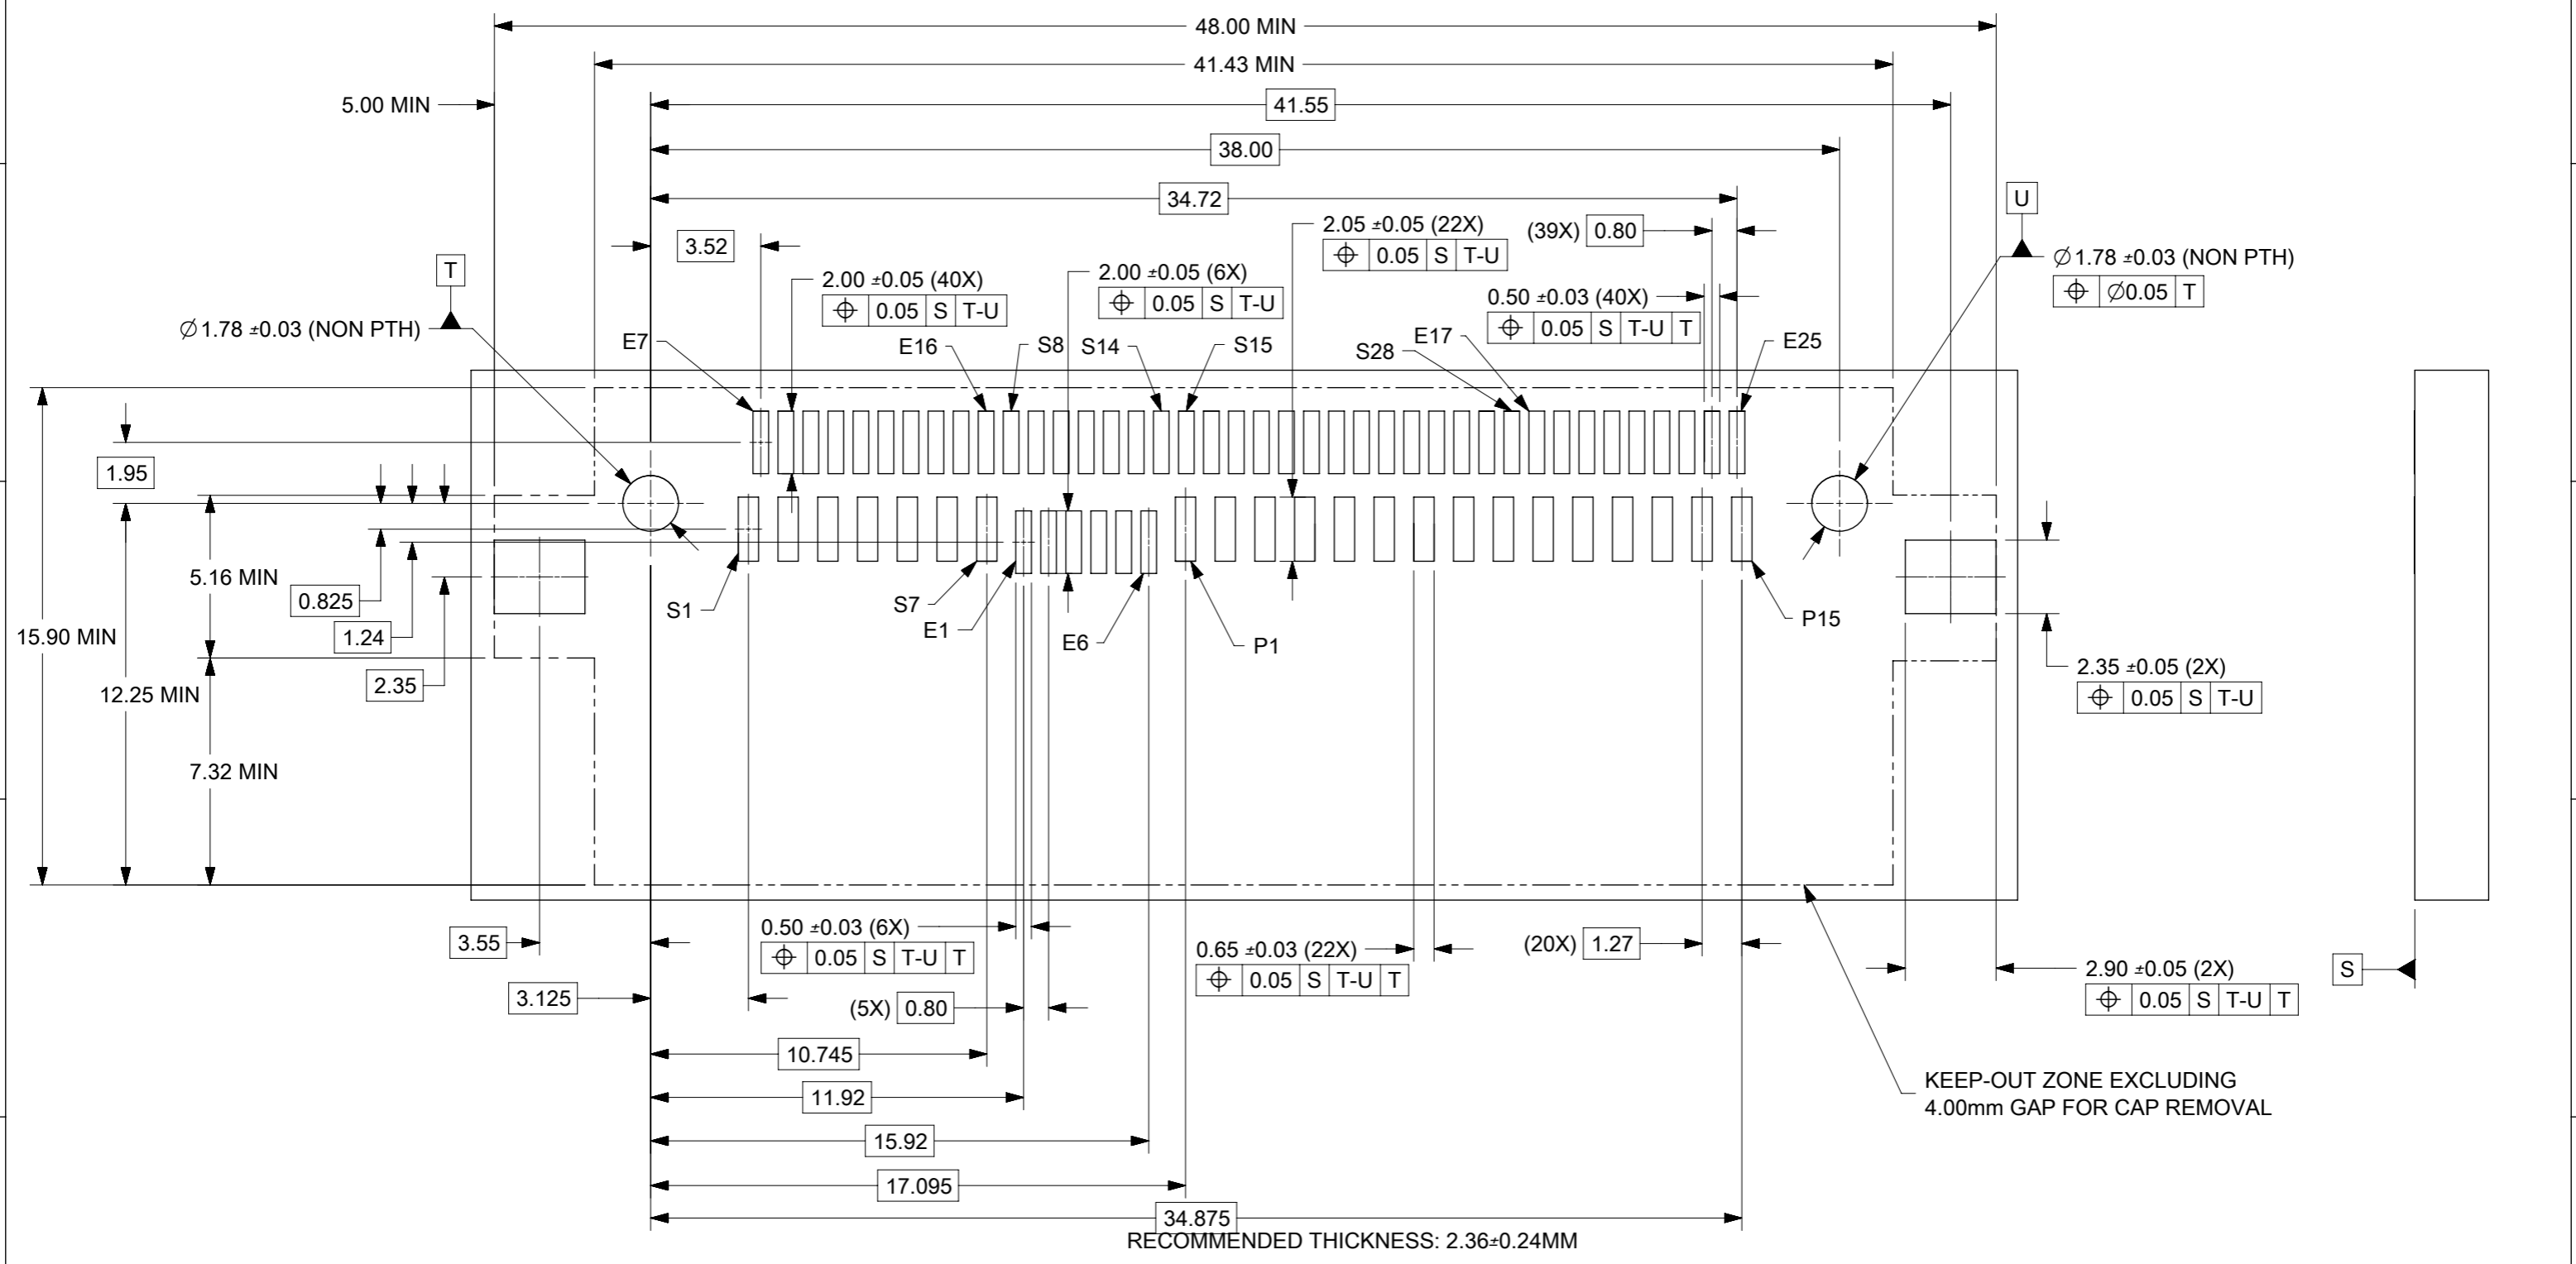 48.00 MIN
41.43 MIN
5.00 MIN
41.55
38.00
34.72
U
3.52
2.05 ±0.05 (22X)
⌖ 0.05 S T-U
(39X) 0.80
T
2.00 ±0.05 (40X)
⌖ 0.05 S T-U
2.00 ±0.05 (6X)
⌖ 0.05 S T-U
Ø1.78 ±0.03 (NON PTH)
⌖ Ø0.05 T
0.50 ±0.03 (40X)
⌖ 0.05 S T-U T
Ø1.78 ±0.03 (NON PTH)
E7
E16
S8
S14
S15
S28
E17
E25
1.95
5.16 MIN
0.825
1.24
15.90 MIN
2.35
12.25 MIN
7.32 MIN
S1
S7
E1
E6
P1
P15
2.35 ±0.05 (2X)
⌖ 0.05 S T-U
3.55
0.50 ±0.03 (6X)
⌖ 0.05 S T-U T
0.65 ±0.03 (22X)
⌖ 0.05 S T-U T
(20X) 1.27
2.90 ±0.05 (2X)
⌖ 0.05 S T-U T
S
3.125
(5X) 0.80
10.745
11.92
15.92
17.095
34.875
KEEP-OUT ZONE EXCLUDING
4.00mm GAP FOR CAP REMOVAL
RECOMMENDED THICKNESS: 2.36±0.24MM